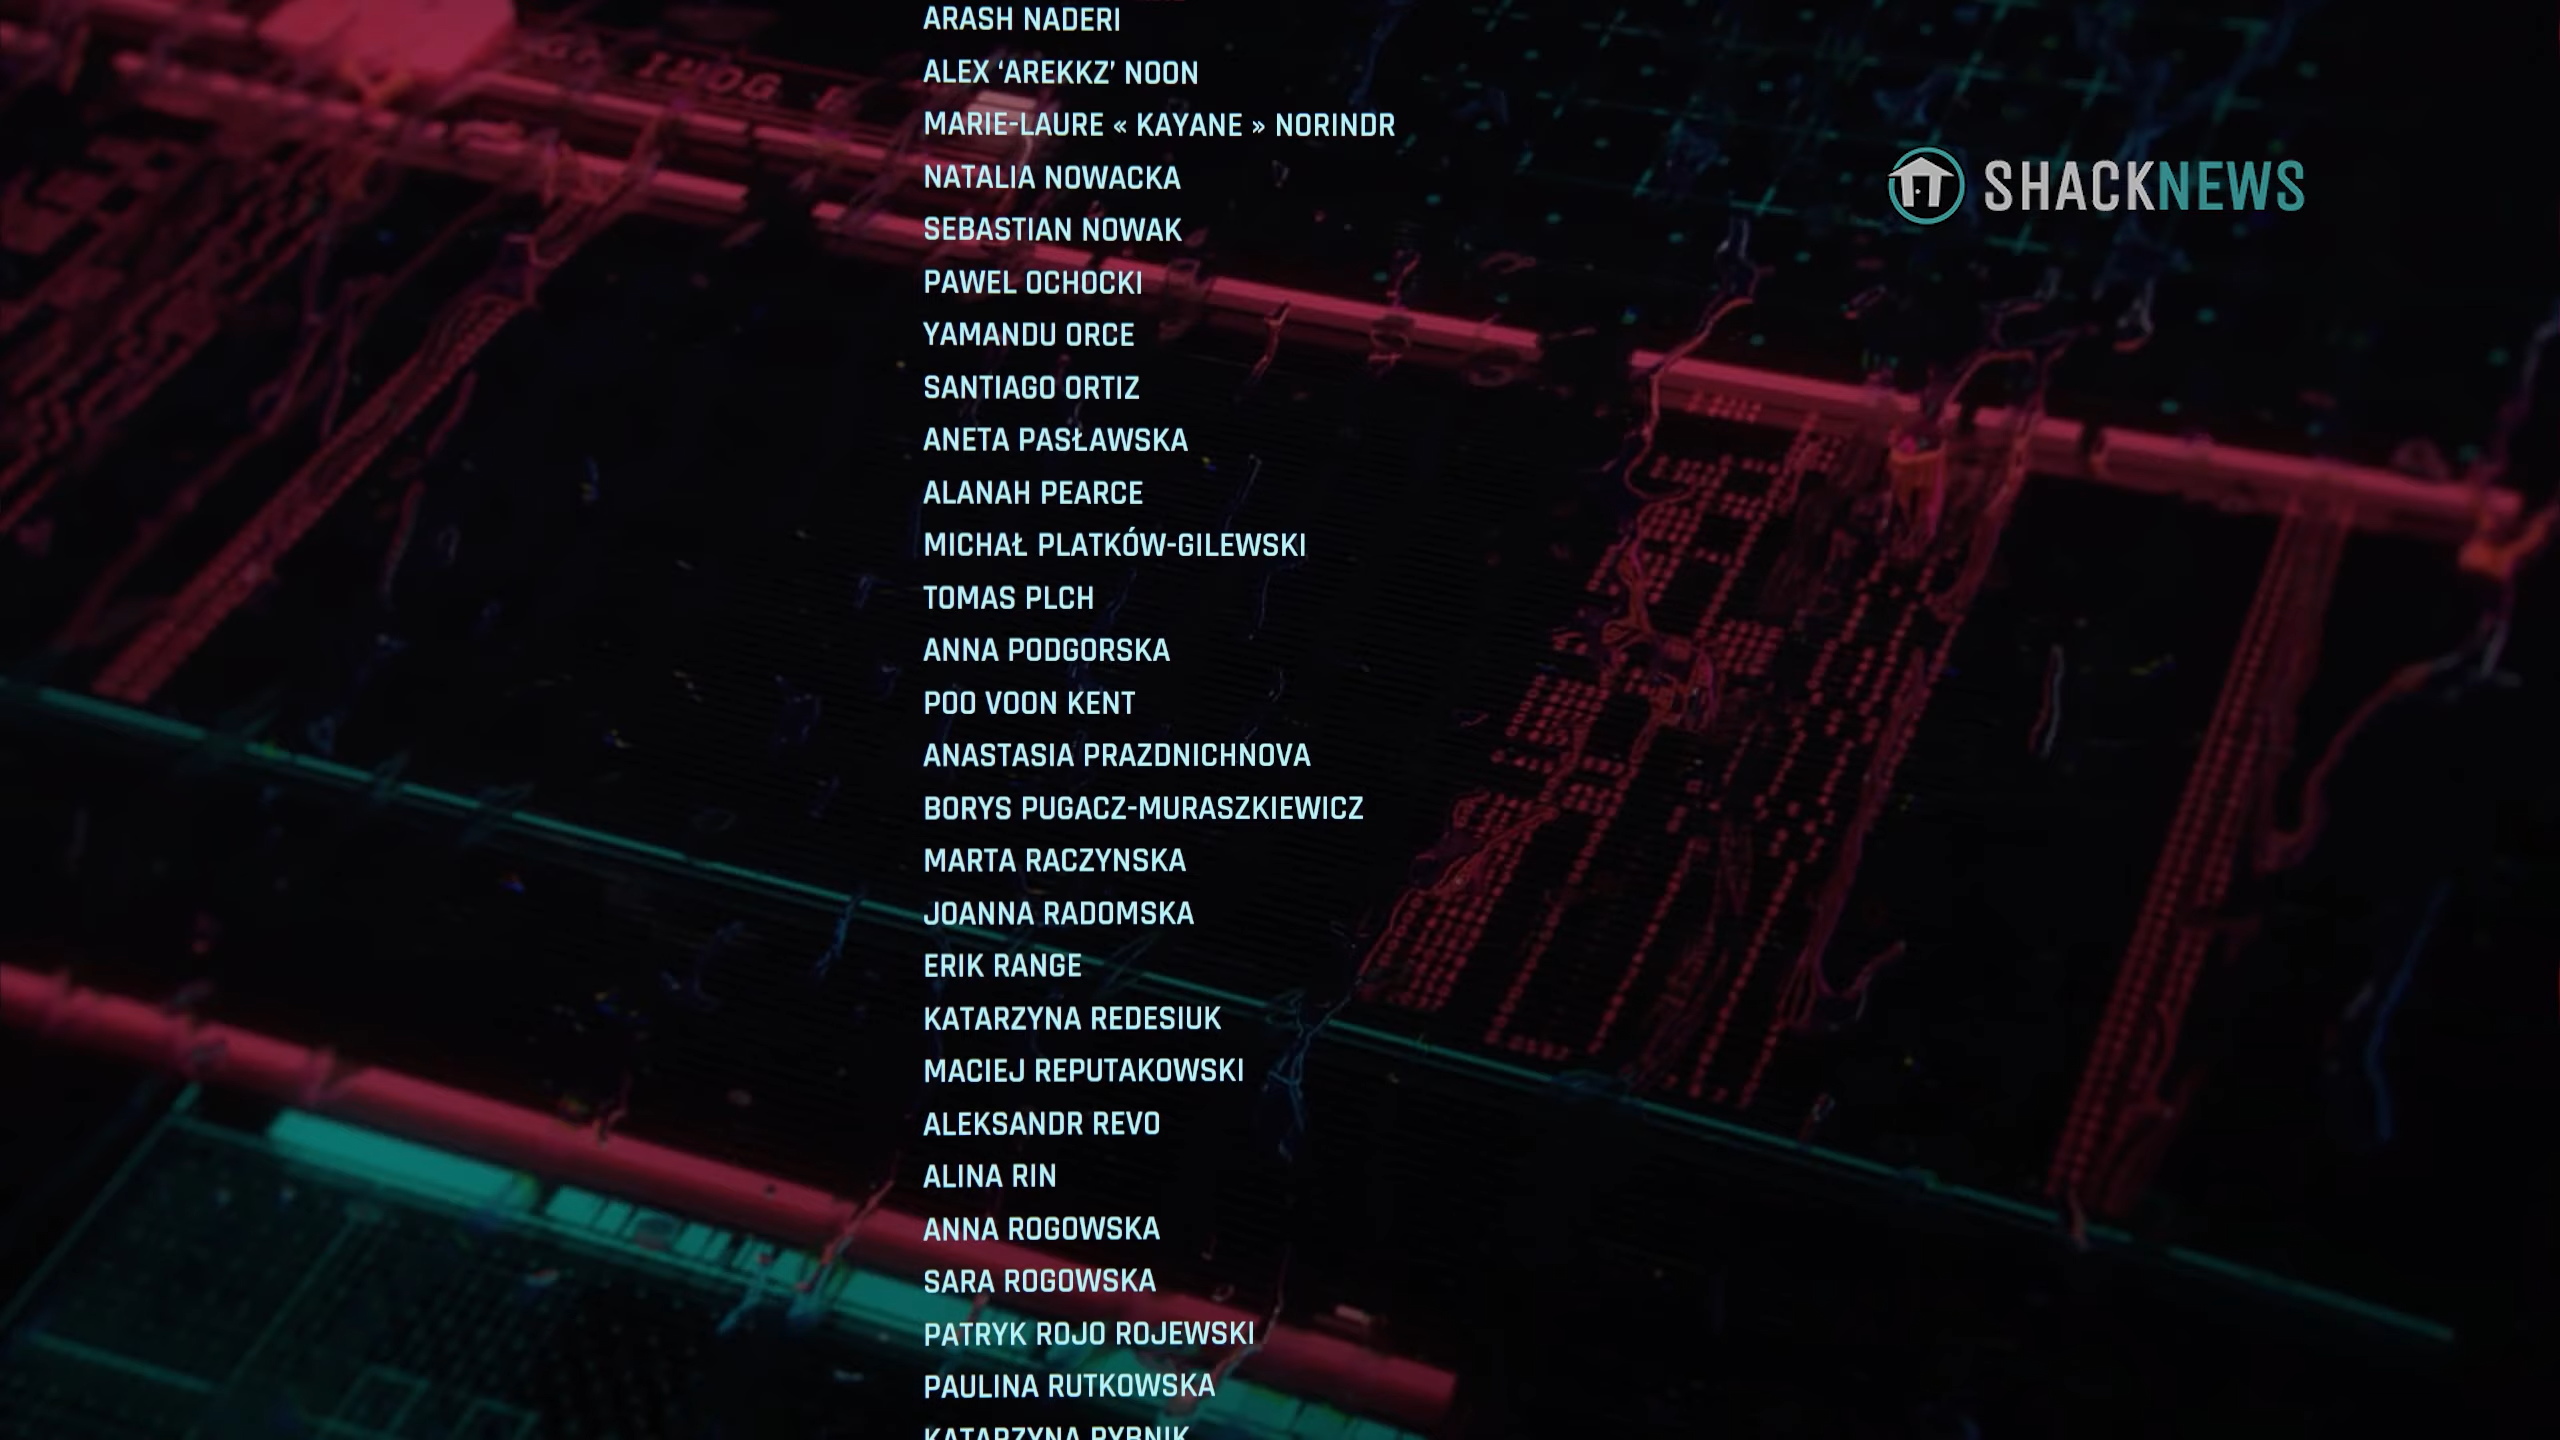 ARASH NADERI
ALEX ‘AREKKZ’ NOON
MARIE-LAURE « KAYANE » NORINDR
NATALIA NOWACKA
SHACKNEWS
SEBASTIAN NOWAK
PAWEL OCHOCKI
YAMANDU ORCE
SANTIAGO ORTIZ
ANETA PASŁAWSKA
ALANAH PEARCE
MICHAŁ PLATKÓW-GILEWSKI
TOMAS PLCH
ANNA PODGORSKA
POO VOON KENT
ANASTASIA PRAZDNICHNOVA
BORYS PUGACZ-MURASZKIEWICZ
MARTA RACZYNSKA
JOANNA RADOMSKA
ERIK RANGE
KATARZYNA REDESIUK
MACIEJ REPUTAKOWSKI
ALEKSANDR REVO
ALINA RIN
ANNA ROGOWSKA
SARA ROGOWSKA
PATRYK ROJO ROJEWSKI
PAULINA RUTKOWSKA
KATARZYNA RYBNIK